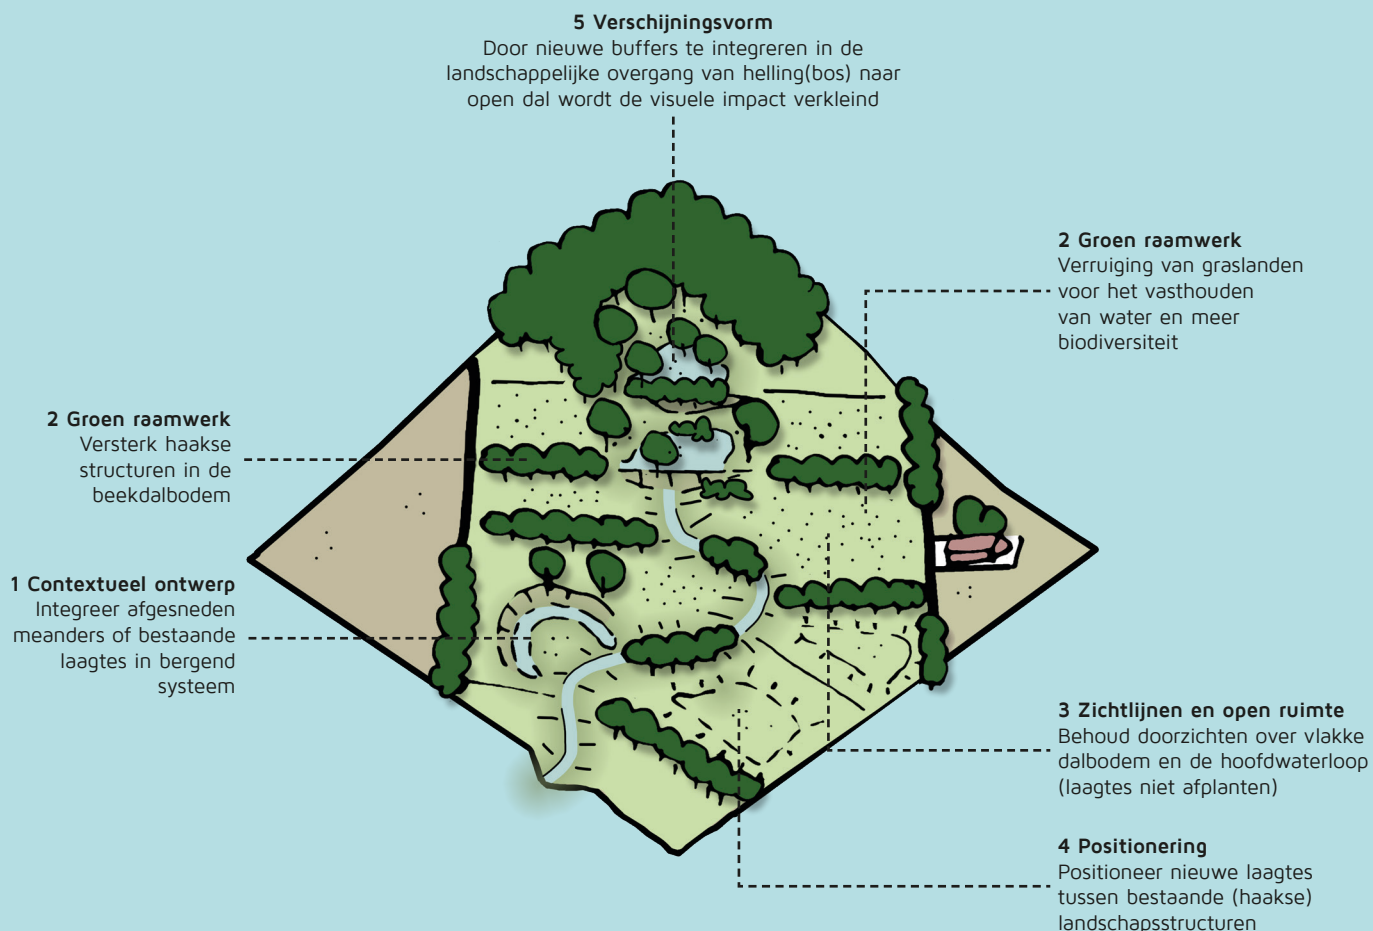 5 Verschijningsvorm
Door nieuwe buffers te integreren in de
landschappelijke overgang van helling(bos) naar
open dal wordt de visuele impact verkleind
2 Groen raamwerk
Verruiging van graslanden
voor het vasthouden
van water en meer
biodiversiteit
2 Groen raamwerk
Versterk haakse
structuren in de
beekdalbodem
1 Contextueel ontwerp
Integreer afgesneden
meanders of bestaande
laagtes in bergend
systeem
3 Zichtlijnen en open ruimte
Behoud doorzichten over vlakke
dalbodem en de hoofdwaterloop
(laagtes niet afplanten)
4 Positionering
Positioneer nieuwe laagtes
tussen bestaande (haakse)
landschapsstructuren